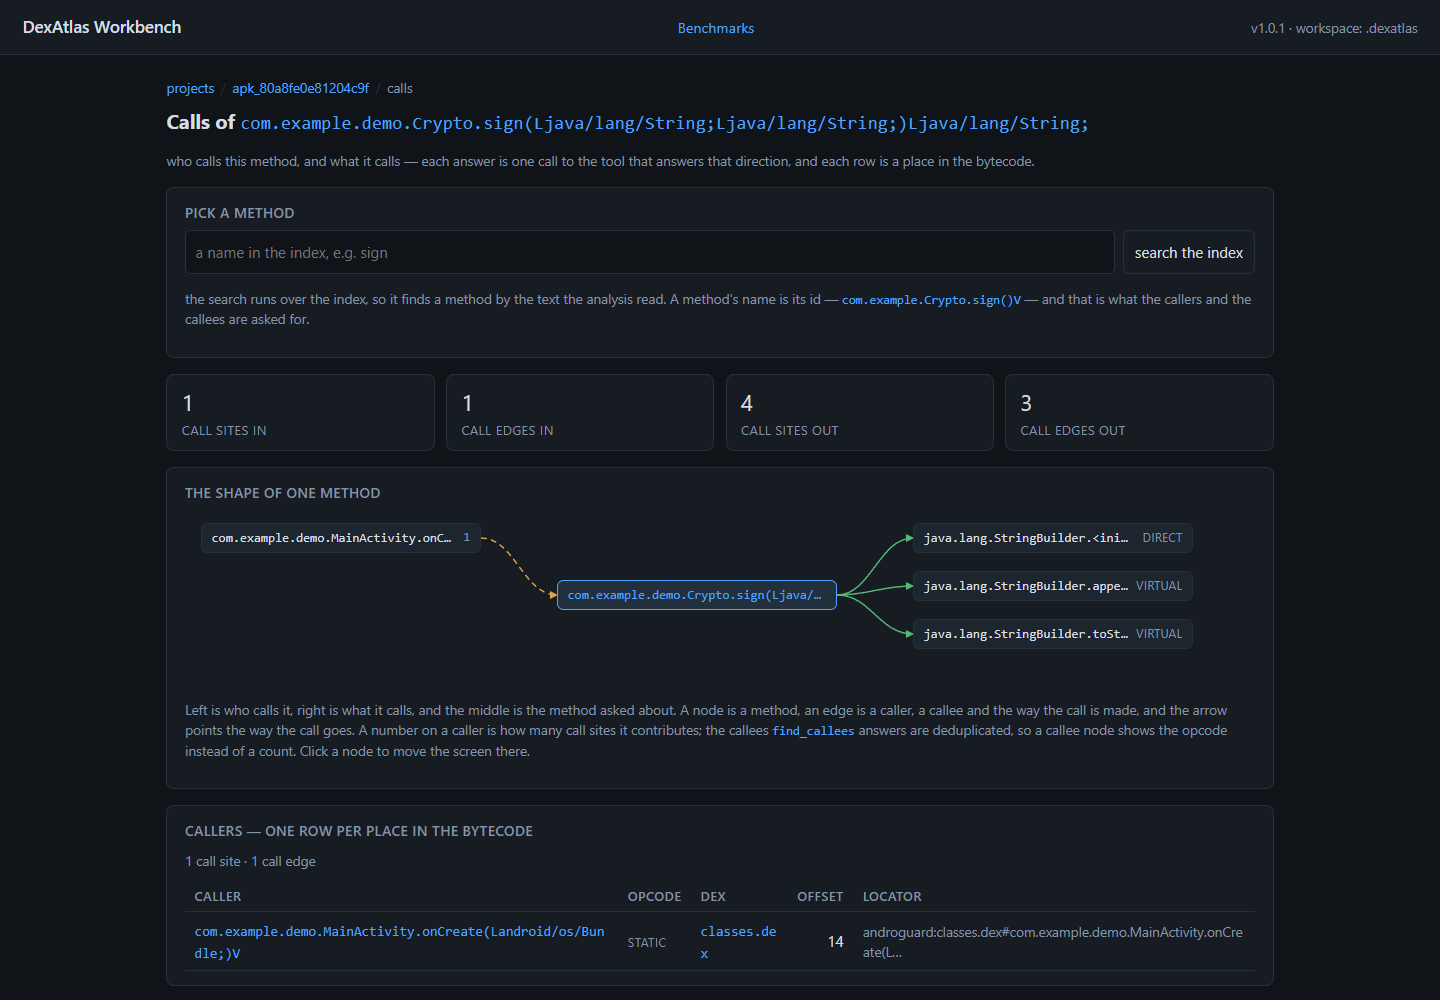 DexAtlas Workbench
Benchmarks
v1.0.1 · workspace: .dexatlas
projects / apk_80a8fe0e81204c9f / calls
Calls of com.example.demo.Crypto.sign(Ljava/lang/String;Ljava/lang/String;)Ljava/lang/String;
who calls this method, and what it calls — each answer is one call to the tool that answers that direction, and each row is a place in the bytecode.
PICK A METHOD
a name in the index, e.g. sign
search the index
the search runs over the index, so it finds a method by the text the analysis read. A method's name is its id — com.example.Crypto.sign()V — and that is what the callers and the
callees are asked for.
1
CALL SITES IN
1
CALL EDGES IN
4
CALL SITES OUT
3
CALL EDGES OUT
THE SHAPE OF ONE METHOD
com.example.demo.MainActivity.onC… 1
com.example.demo.Crypto.sign(Ljava/…
java.lang.StringBuilder.<ini… DIRECT
java.lang.StringBuilder.appe… VIRTUAL
java.lang.StringBuilder.toSt… VIRTUAL
Left is who calls it, right is what it calls, and the middle is the method asked about. A node is a method, an edge is a caller, a callee and the way the call is made, and the arrow
points the way the call goes. A number on a caller is how many call sites it contributes; the callees find_callees answers are deduplicated, so a callee node shows the opcode
instead of a count. Click a node to move the screen there.
CALLERS — ONE ROW PER PLACE IN THE BYTECODE
1 call site · 1 call edge
CALLER OPCODE DEX OFFSET LOCATOR
com.example.demo.MainActivity.onCreate(Landroid/os/Bun
dle;)V
STATIC
classes.de
x
14
androguard:classes.dex#com.example.demo.MainActivity.onCre
ate(L…